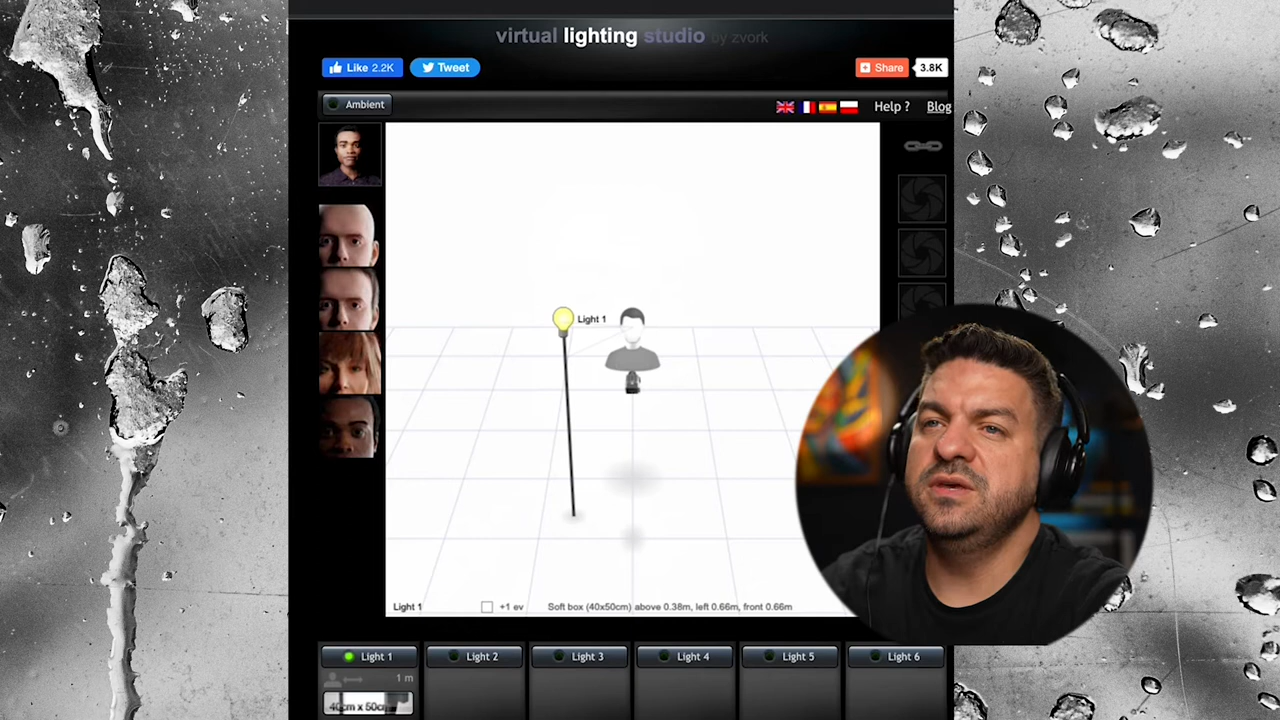 virtual lighting studio by zvork
Like 2.2K
Tweet
Share
3.8K
Ambient
Help ?
Blog
Light 1
Light 1
+1 ev
Soft box (40x50cm) above 0.38m, left 0.66m, front 0.66m
Light 1
Light 2
Light 3
Light 4
Light 5
Light 6
1 m
40cm x 50c